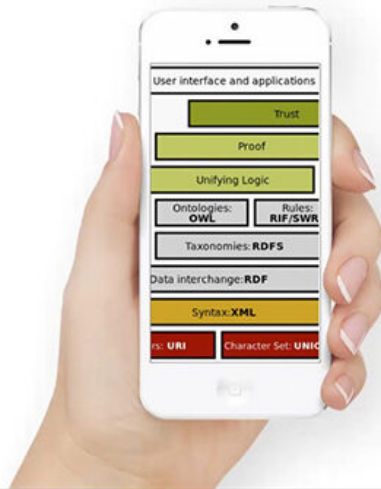 User interface and applications
Trust
Proof
Unifying Logic
Ontologies: Rules:
OWL RIF/SWR
Taxonomies: RDFS
Data interchange: RDF
Syntax: XML
rs: URI Character Set: UNIC